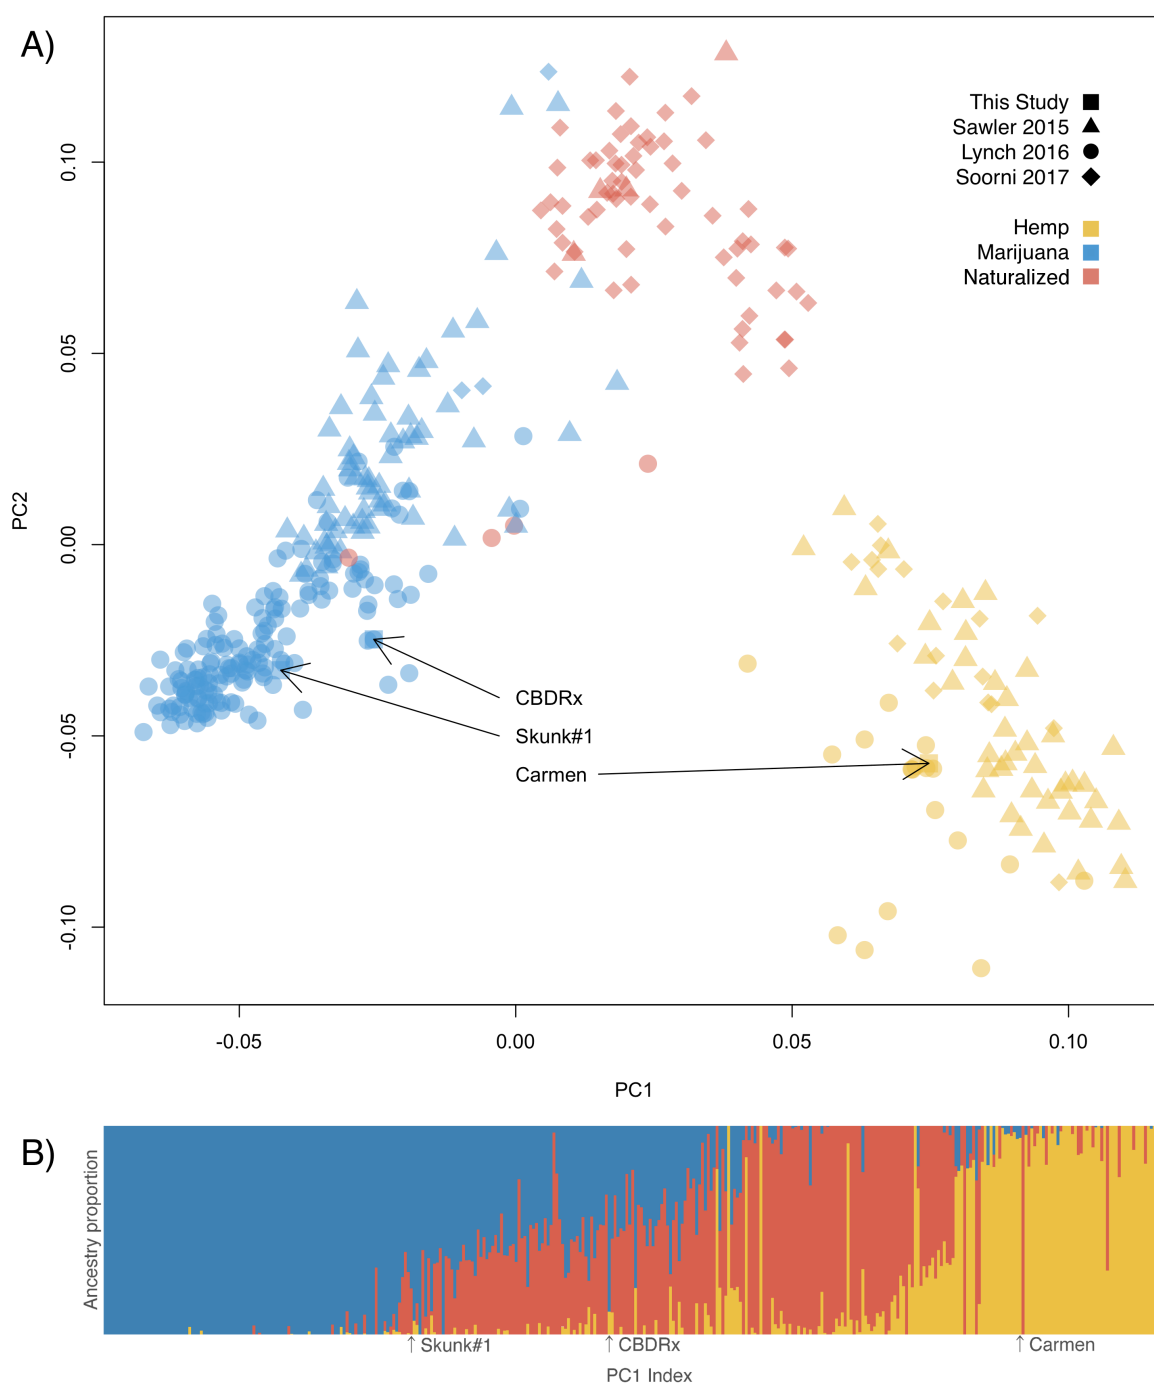 A)
This Study
Sawler 2015
Lynch 2016
Soorni 2017
Hemp
Marijuana
Naturalized
0.10
0.05
0.00
-0.05
-0.10
PC2
CBDRx
Skunk#1
Carmen
-0.05
0.00
0.05
0.10
PC1
B)
Ancestry proportion
↑ Skunk#1
↑ CBDRx
↑ Carmen
PC1 Index